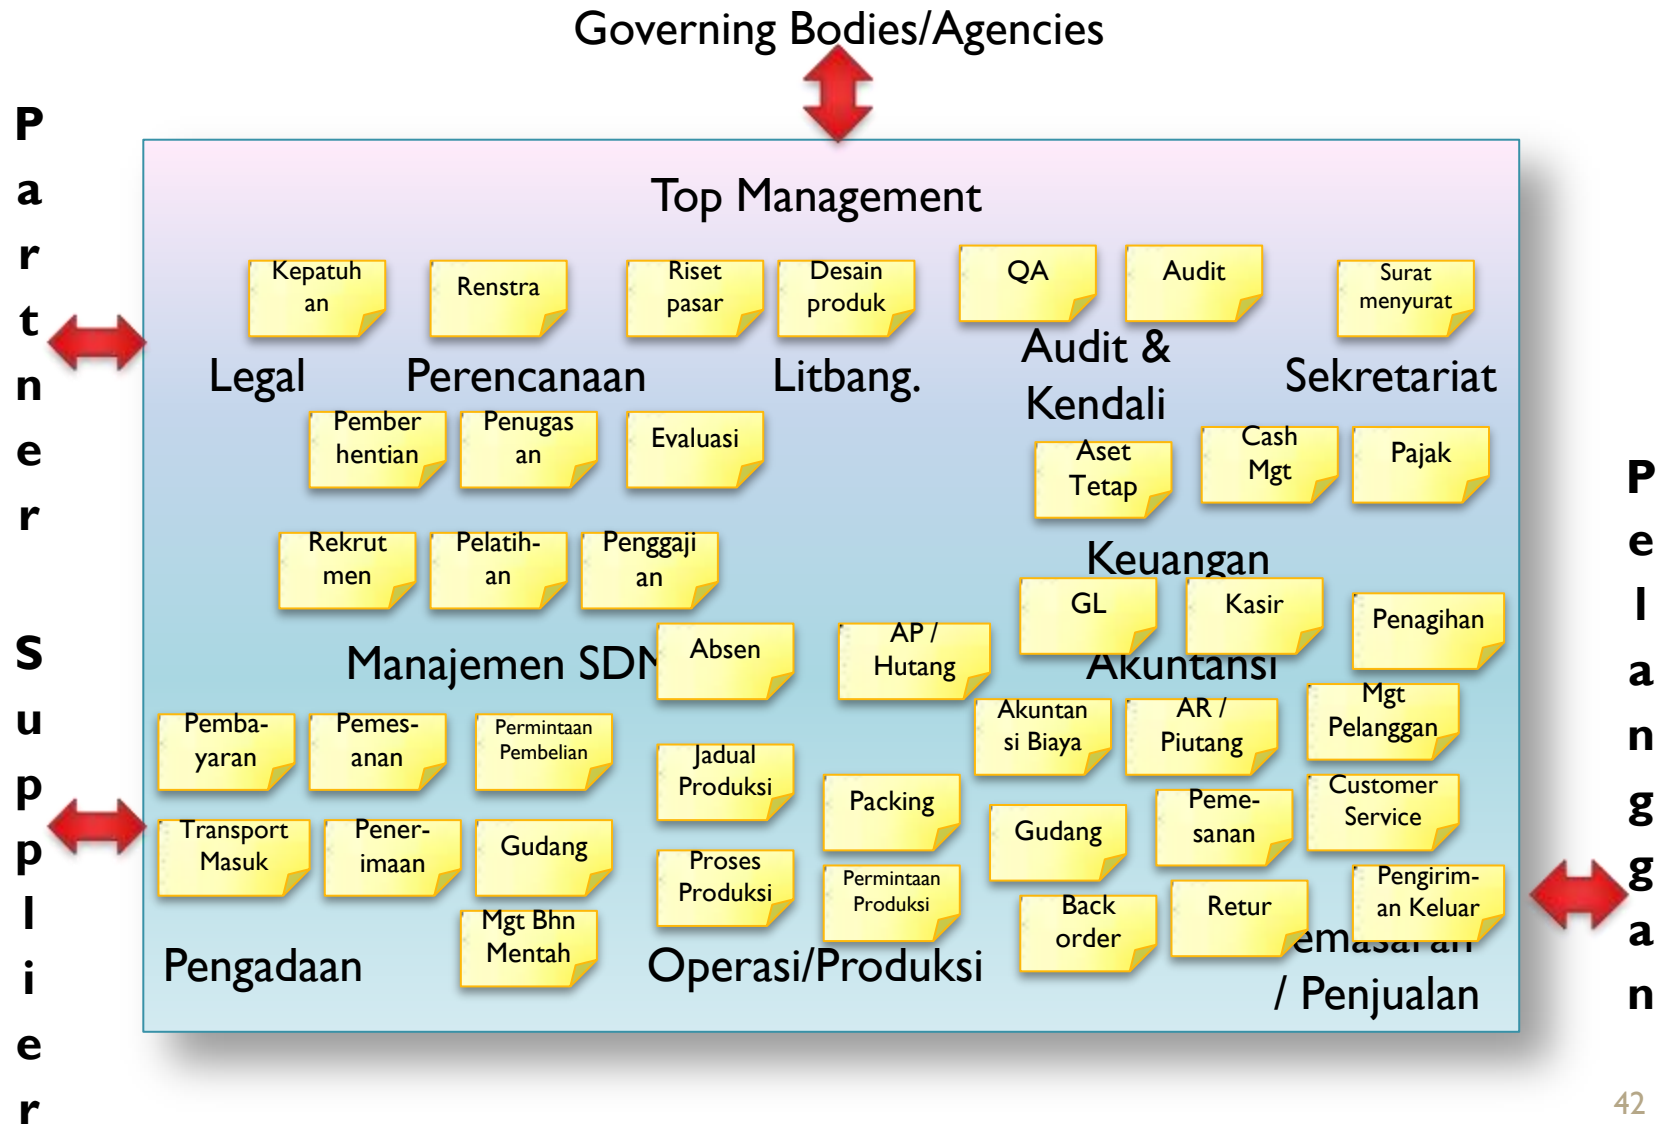 Governing Bodies/Agencies
Partner
Supplier
Pelanggan
Top Management
Kepatuh
an
Renstra
Riset
pasar
Desain
produk
QA
Audit
Surat
menyurat
Legal
Perencanaan
Litbang.
Audit &
Kendali
Sekretariat
Pember
hentian
Penugas
an
Evaluasi
Aset
Tetap
Cash
Mgt
Pajak
Rekrut
men
Pelatih-
an
Penggaji
an
Keuangan
GL
Kasir
Penagihan
Manajemen SDM
Absen
AP /
Hutang
Akuntansi
Pemba-
yaran
Pemes-
anan
Permintaan
Pembelian
Jadual
Produksi
Akuntan
si Biaya
AR /
Piutang
Mgt
Pelanggan
Packing
Gudang
Peme-
sanan
Customer
Service
Transport
Masuk
Pener-
imaan
Gudang
Proses
Produksi
Permintaan
Produksi
Back
order
Retur
Pengirim-
an Keluar
Mgt Bhn
Mentah
Pengadaan
Operasi/Produksi
emasaran
/ Penjualan
42